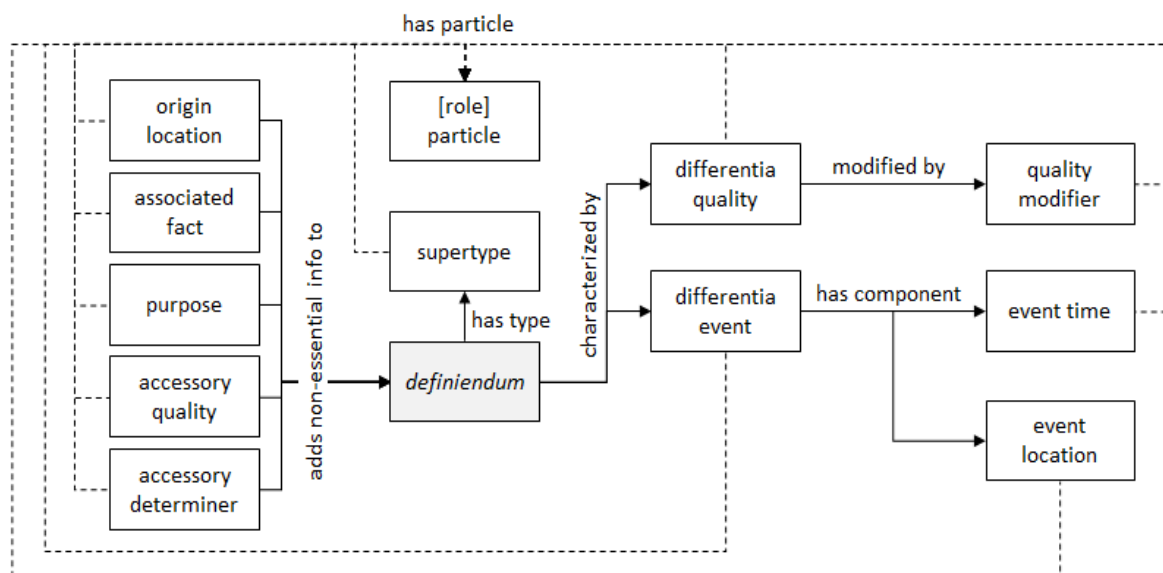 has particle
origin
location
[role]
particle
associated
fact
differentia
quality
modified by
quality
modifier
supertype
purpose
differentia
event
has component
event time
has type
characterized by
adds non-essential info to
definiendum
accessory
quality
event
location
accessory
determiner